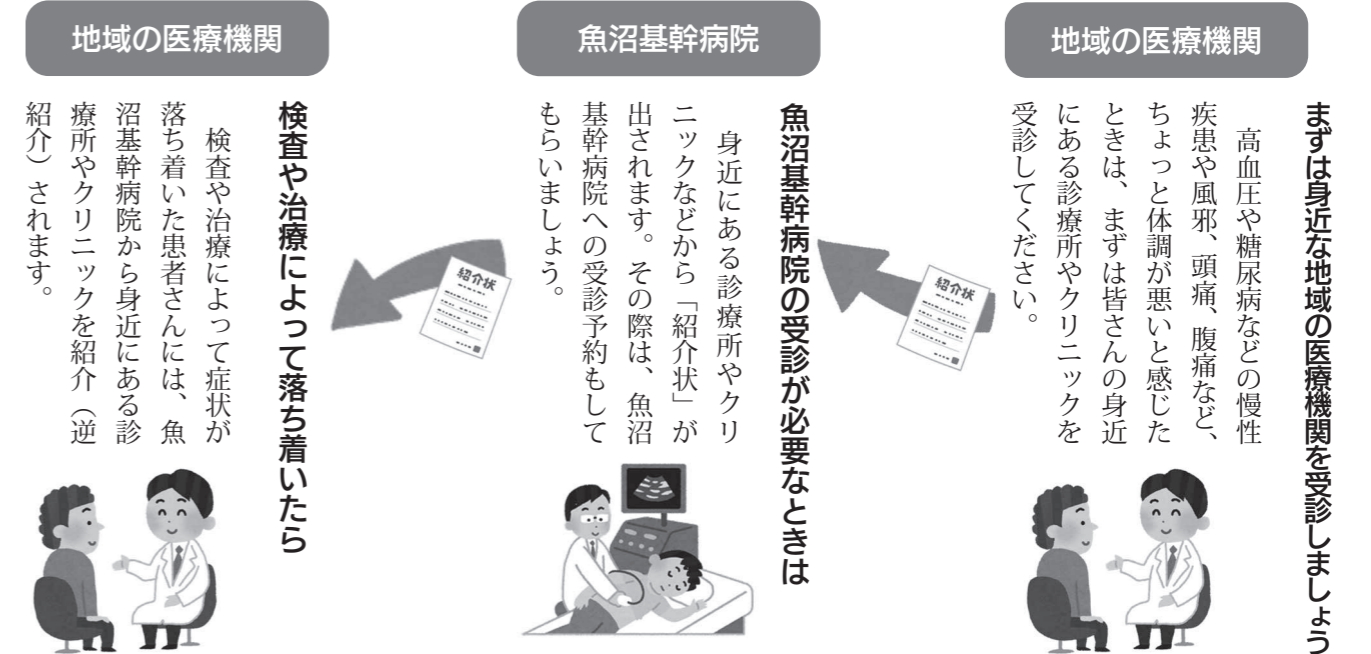 地域の医療機関
まずは身近な地域の医療機関を受診しましょう
高血圧や糖尿病などの慢性
疾患や風邪、頭痛、腹痛など、
ちょっと体調が悪いと感じた
ときは、まずは皆さんの身近
にある診療所やクリニックを
受診してください。
紹介状
魚沼基幹病院
魚沼基幹病院の受診が必要なときは
身近にある診療所やクリ
ニックなどから「紹介状」が
出されます。その際は、魚沼
基幹病院への受診予約もして
もらいましょう。
紹介状
地域の医療機関
検査や治療によって落ち着いたら
検査や治療によって症状が
落ち着いた患者さんには、魚
沼基幹病院から身近にある診
療所やクリニックを紹介（逆
紹介）されます。